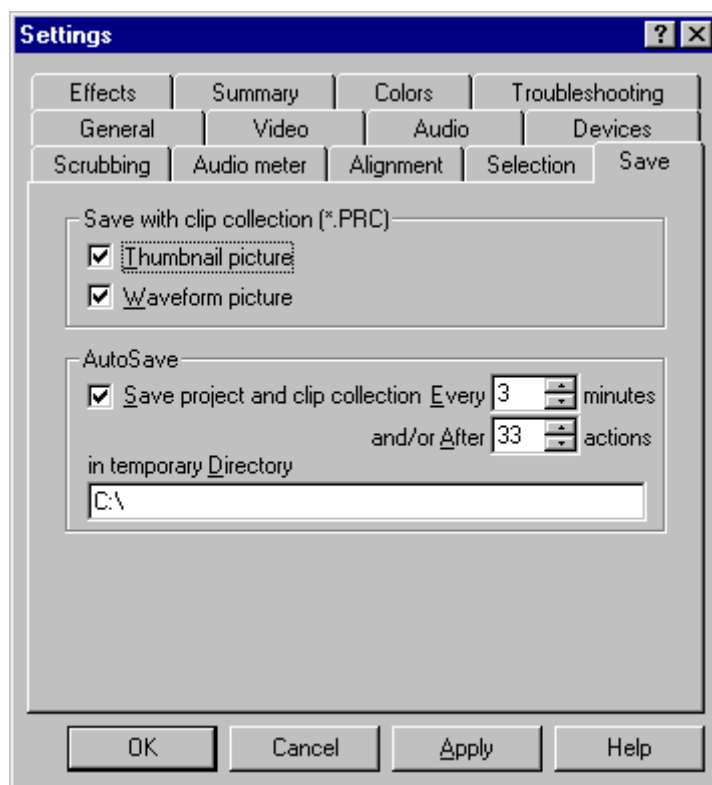 Settings
Effects Summary Colors Troubleshooting
General Video Audio Devices
Scrubbing Audio meter Alignment Selection Save
Save with clip collection (*.PRC)
Thumbnail picture
Waveform picture
AutoSave
Save project and clip collection Every 3 minutes
and/or After 33 actions
in temporary Directory
C:\
OK Cancel Apply Help